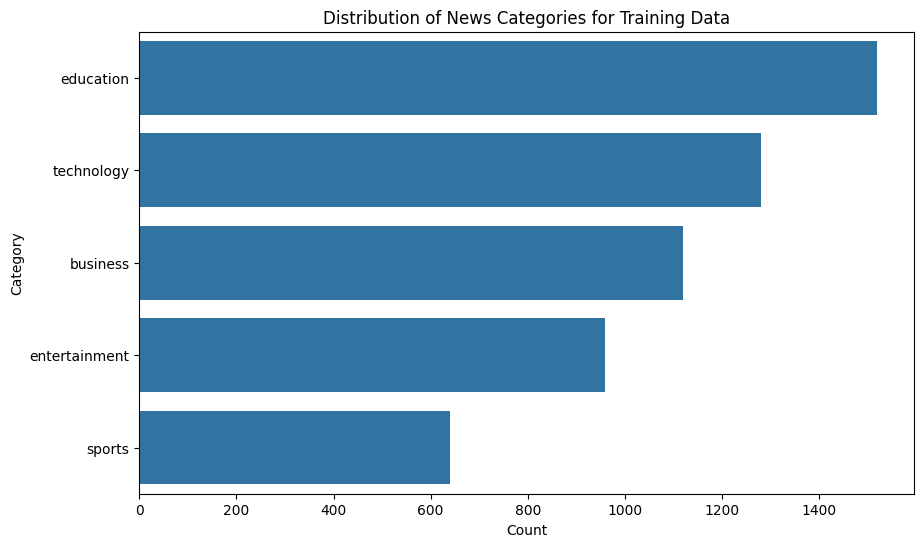 Distribution of News Categories for Training Data
education
technology
business
entertainment
sports
Category
0 200 400 600 800 1000 1200 1400
Count